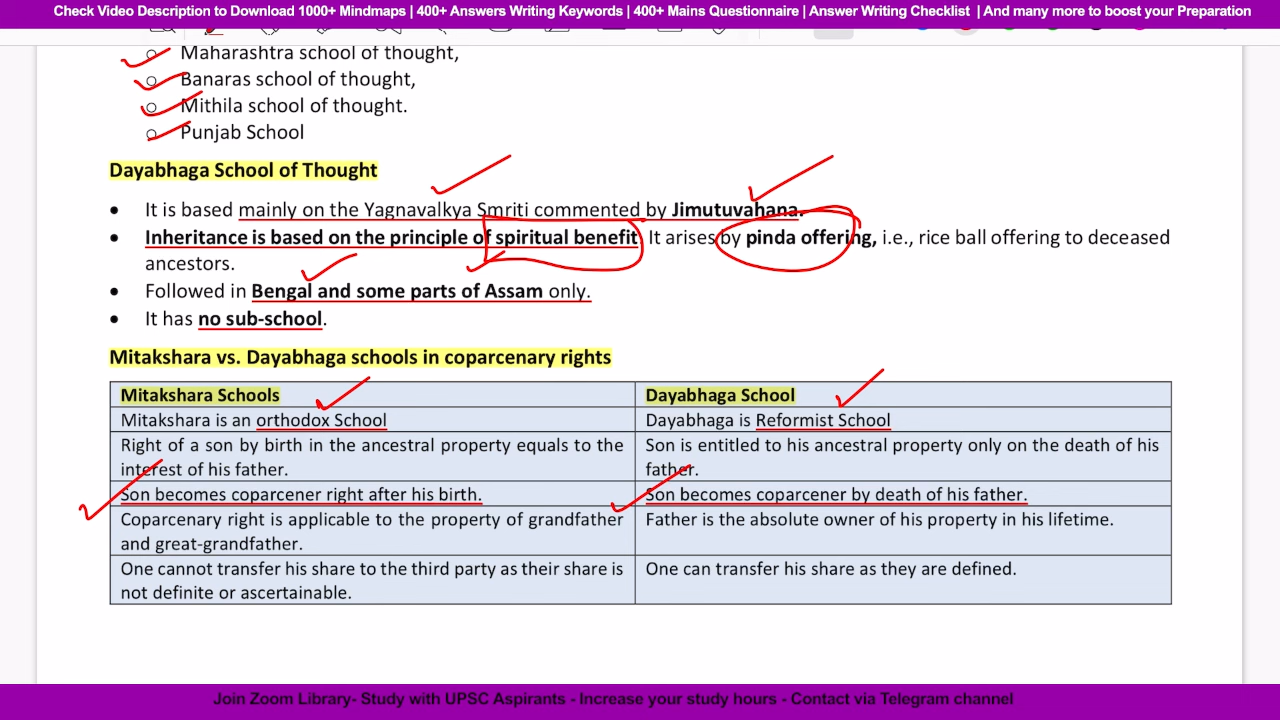 Check Video Description to Download 1000+ Mindmaps | 400+ Answers Writing Keywords | 400+ Mains Questionnaire | Answer Writing Checklist | And many more to boost your Preparation
Maharashtra school of thought,
Banaras school of thought,
Mithila school of thought.
Punjab School
Dayabhaga School of Thought
• It is based mainly on the Yagnavalkya Smriti commented by Jimutuvahana.
• Inheritance is based on the principle of spiritual benefit. It arises by pinda offering, i.e., rice ball offering to deceased
ancestors.
• Followed in Bengal and some parts of Assam only.
• It has no sub-school.
Mitakshara vs. Dayabhaga schools in coparcenary rights
Mitakshara Schools
Dayabhaga School
Mitakshara is an orthodox School
Dayabhaga is Reformist School
Right of a son by birth in the ancestral property equals to the
interest of his father.
Son is entitled to his ancestral property only on the death of his
father.
Son becomes coparcener right after his birth.
Son becomes coparcener by death of his father.
Coparcenary right is applicable to the property of grandfather
and great-grandfather.
Father is the absolute owner of his property in his lifetime.
One cannot transfer his share to the third party as their share is
not definite or ascertainable.
One can transfer his share as they are defined.
Join Zoom Library- Study with UPSC Aspirants - Increase your study hours - Contact via Telegram channel